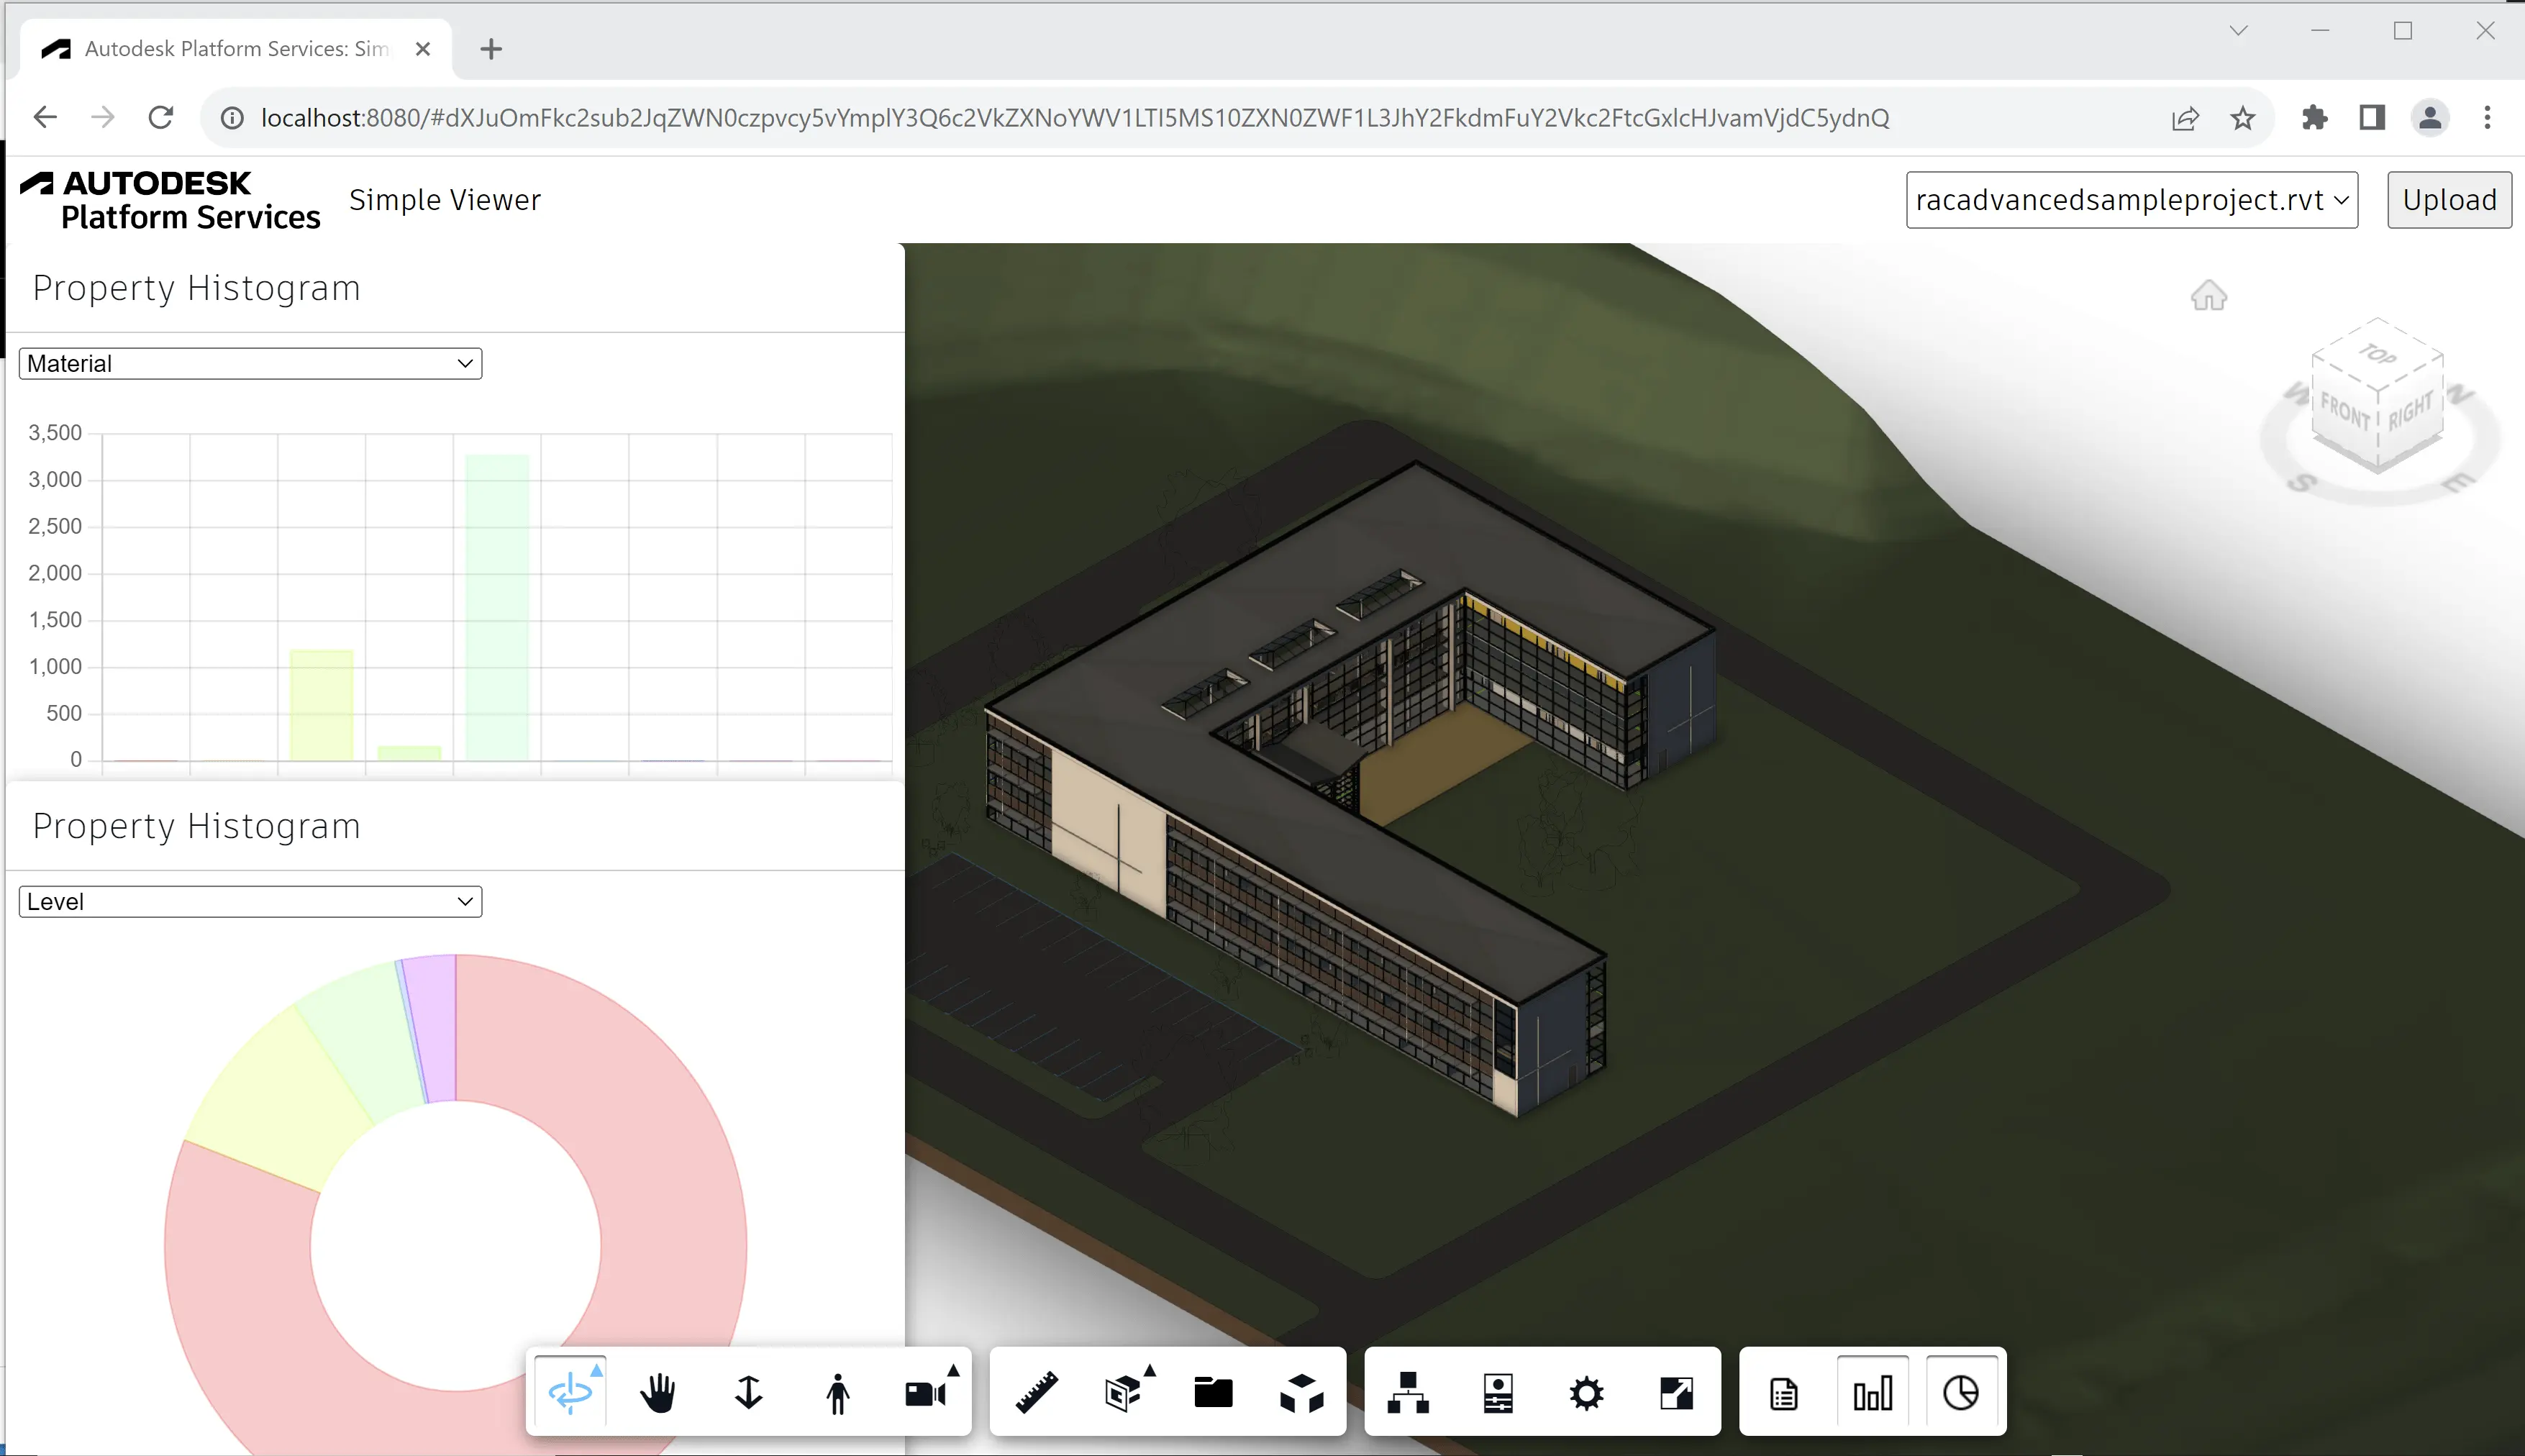 Autodesk Platform Services: Sim
localhost:8080/#dXJuOmFkc2sub2JqZWN0czpvcy5vYmplY3Q6c2VkZXNoYWV1LTI5MS10ZXN0ZWF1L3JhY2FkdmFuY2Vkc2FtcGxlcHJvamVjdC5ydnQ
AUTODESK
Platform Services
Simple Viewer
racadvancedsampleproject.rvt
Upload
Property Histogram
Material
3,500
3,000
2,500
2,000
1,500
1,000
500
0
Property Histogram
Level
TOP
FRONT
RIGHT
W
N
S
E